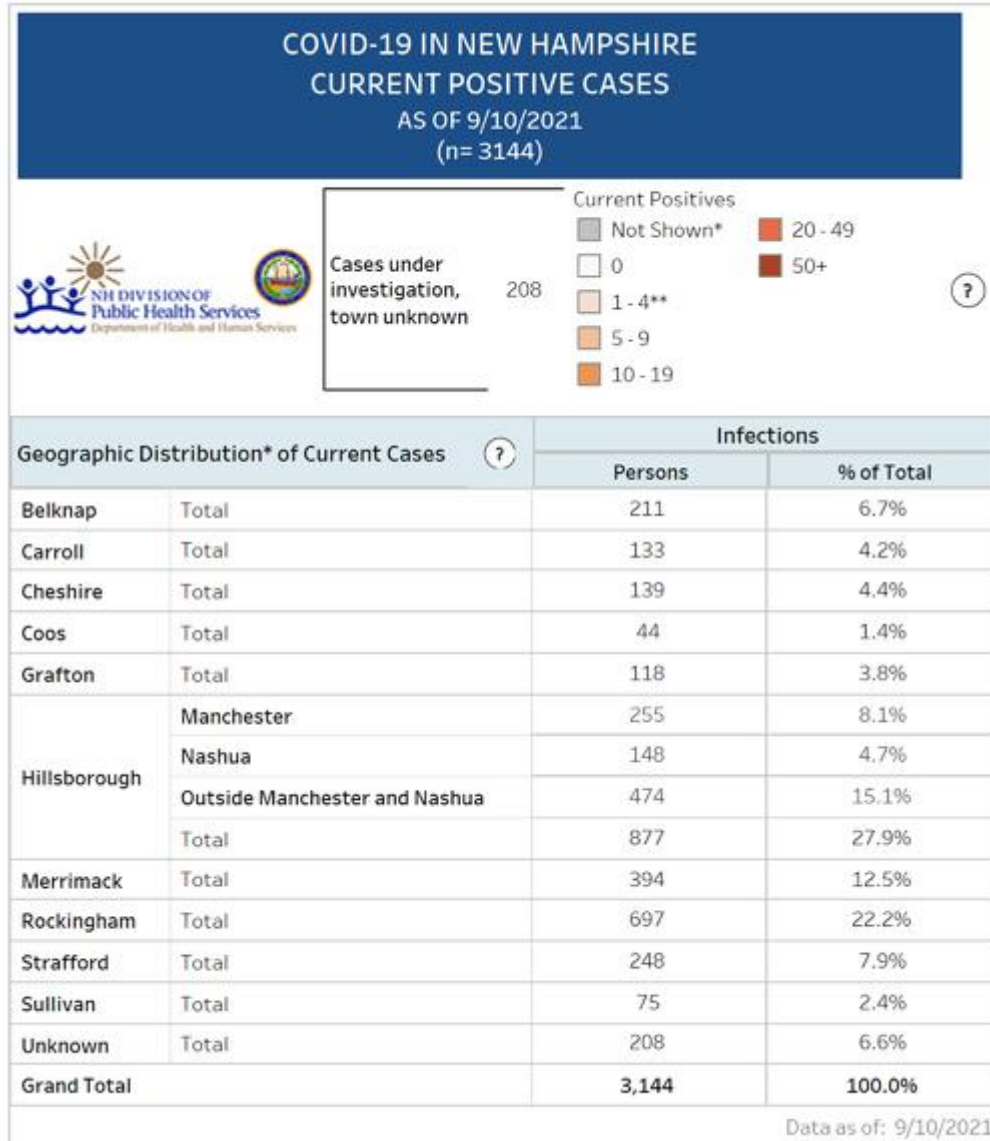 COVID-19 IN NEW HAMPSHIRE
CURRENT POSITIVE CASES
AS OF 9/10/2021
(n= 3144)
NH DIVISION OF
Public Health Services
Department of Health and Human Services
Cases under
investigation,
town unknown
208
Current Positives
Not Shown*
0
1 - 4**
5 - 9
10 - 19
20 - 49
50+
?
Geographic Distribution* of Current Cases ? Infections
Persons % of Total
Belknap Total 211 6.7%
Carroll Total 133 4.2%
Cheshire Total 139 4.4%
Coos Total 44 1.4%
Grafton Total 118 3.8%
Hillsborough
Manchester 255 8.1%
Nashua 148 4.7%
Outside Manchester and Nashua 474 15.1%
Total 877 27.9%
Merrimack Total 394 12.5%
Rockingham Total 697 22.2%
Strafford Total 248 7.9%
Sullivan Total 75 2.4%
Unknown Total 208 6.6%
Grand Total 3,144 100.0%
Data as of: 9/10/2021